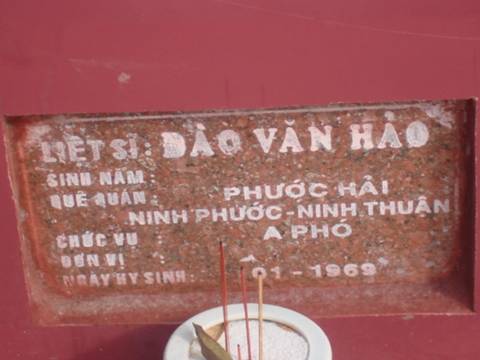 LIỆT SĨ : ĐÀO VĂN HẢO
SINH NĂM :
QUÊ QUÁN : PHƯỚC HẢI
NINH PHƯỚC - NINH THUẬN
CHỨC VỤ : A PHÓ
ĐƠN VỊ :
NGÀY HY SINH : 01 - 1969